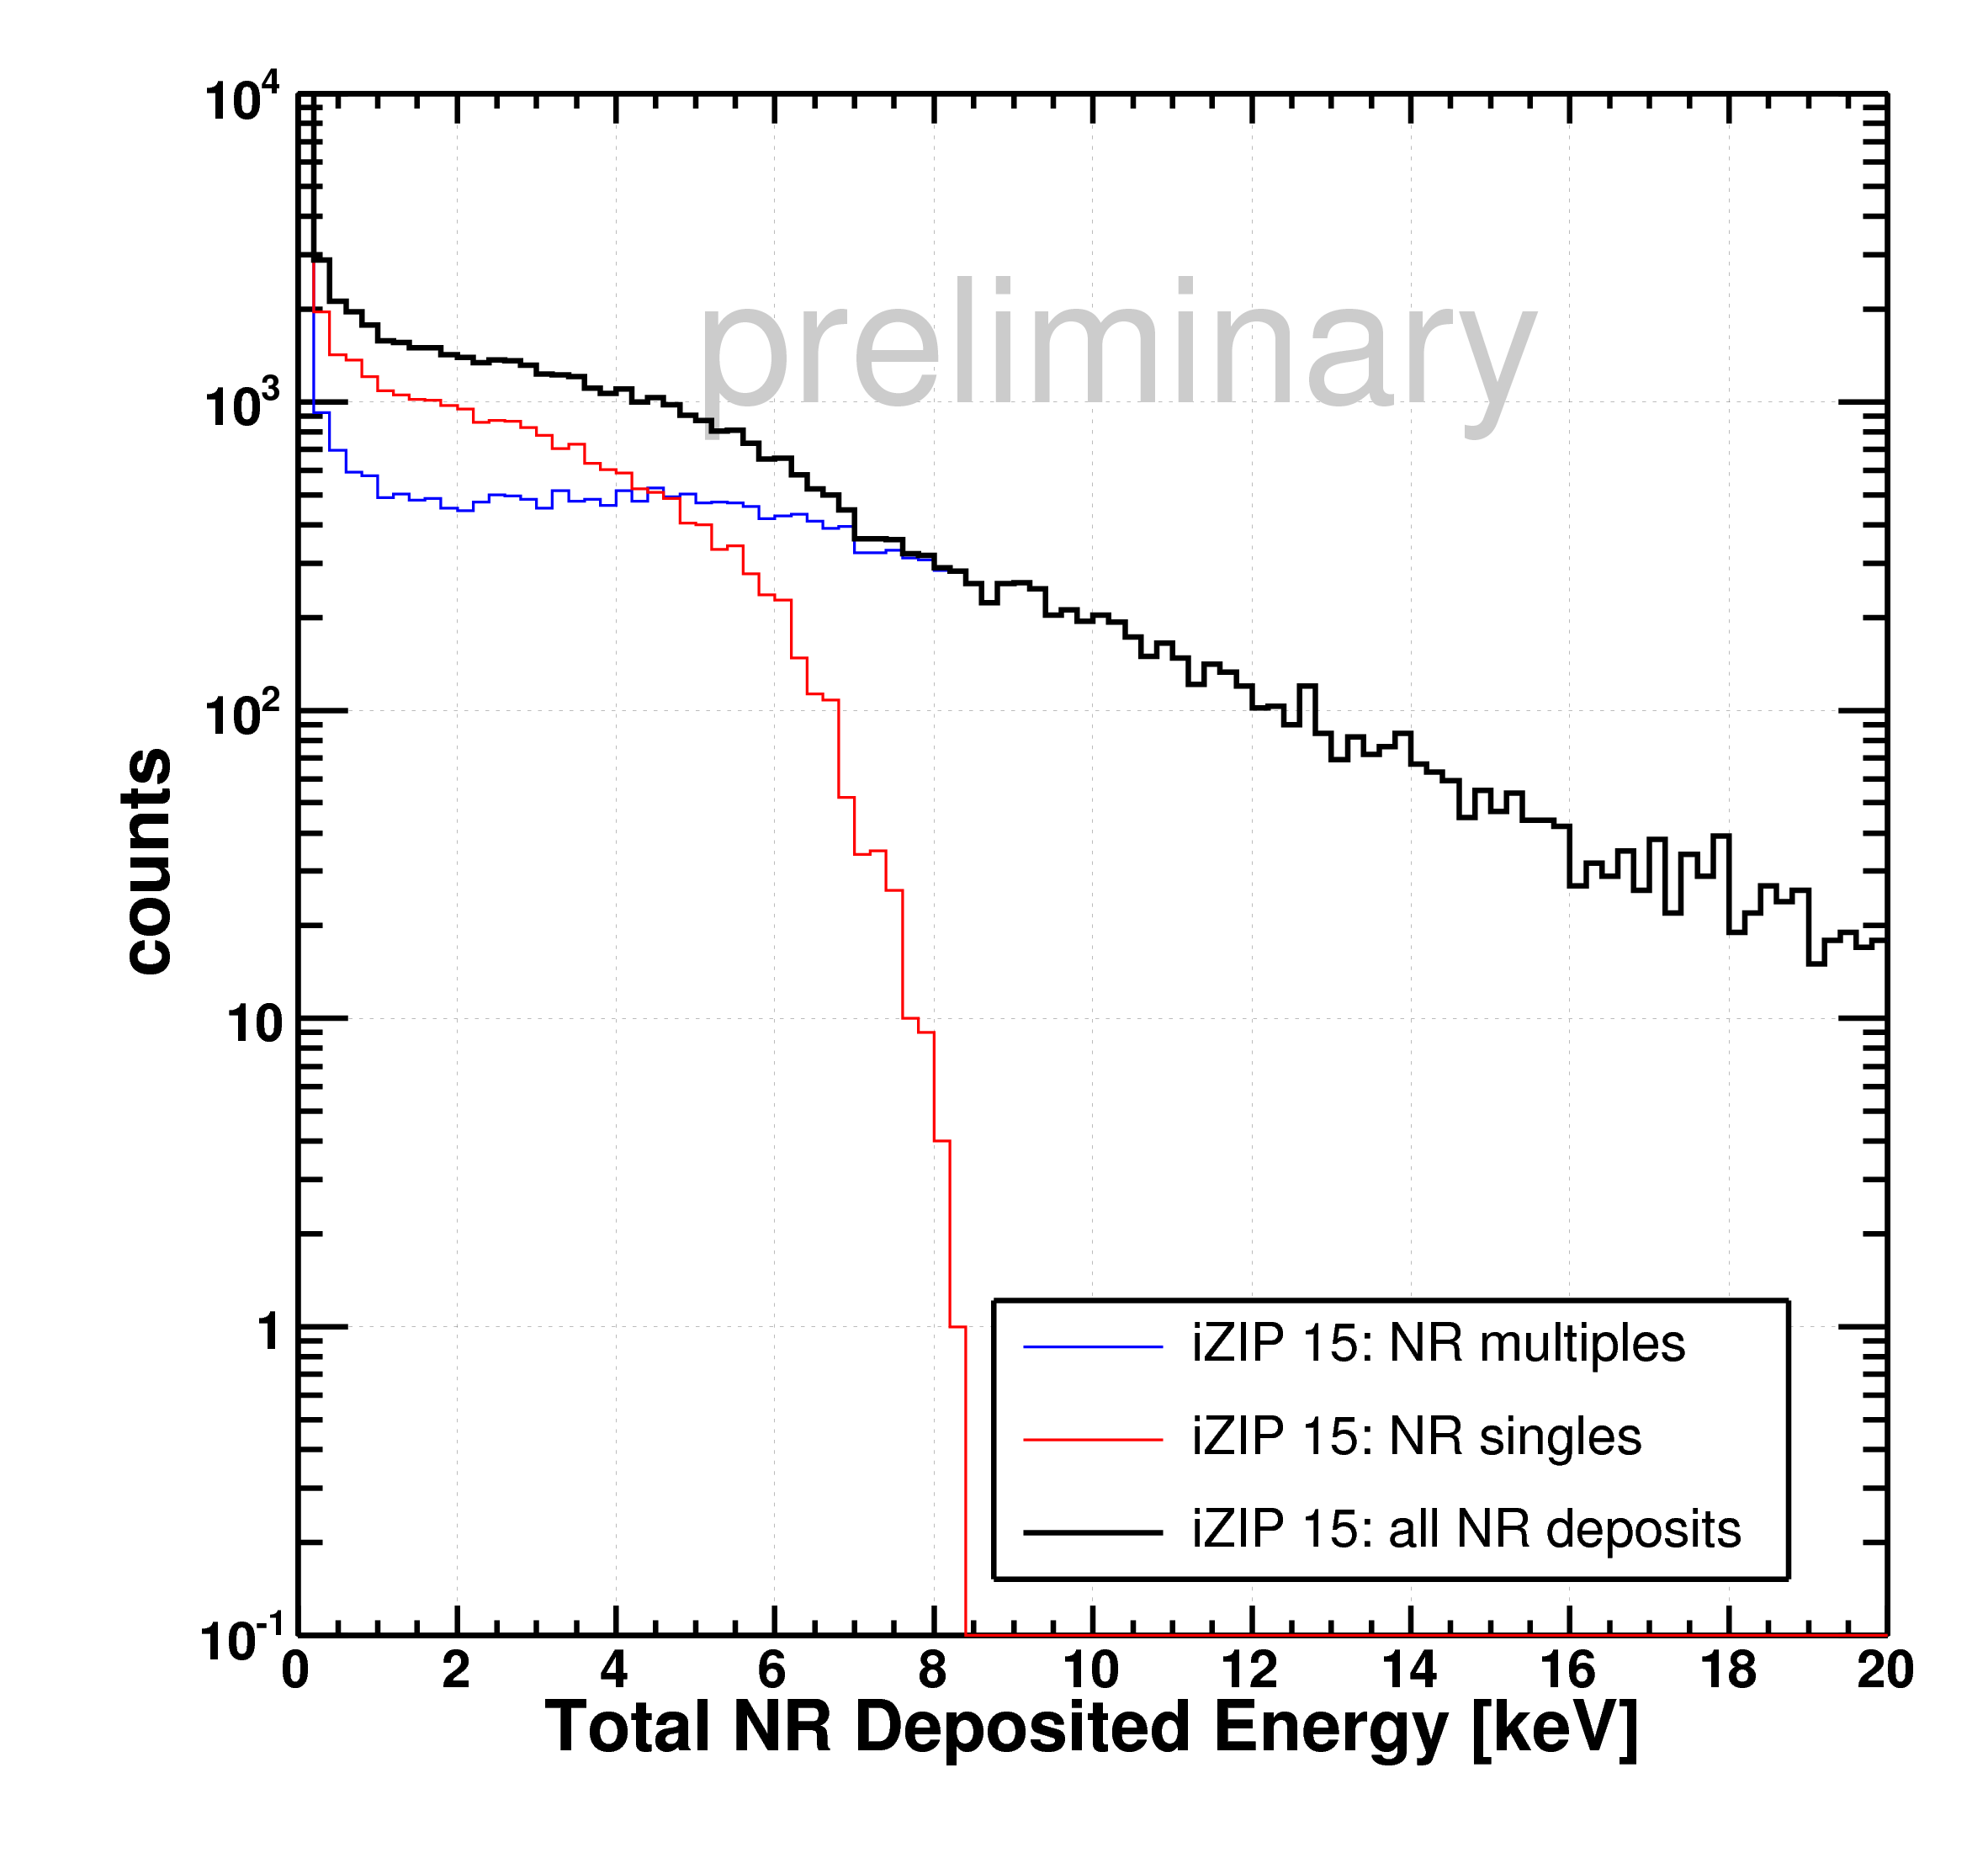 10^4
preliminary
10^3
10^2
counts
10
1
iZIP 15: NR multiples
iZIP 15: NR singles
iZIP 15: all NR deposits
10^-1
0 2 4 6 8 10 12 14 16 18 20
Total NR Deposited Energy [keV]